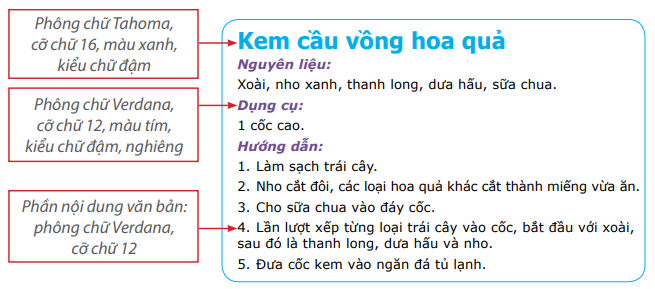 Phông chữ Tahoma,
cỡ chữ 16, màu xanh,
kiểu chữ đậm
Phông chữ Verdana,
cỡ chữ 12, màu tím,
kiểu chữ đậm, nghiêng
Phần nội dung văn bản:
phông chữ Verdana,
cỡ chữ 12
Kem cầu vồng hoa quả
Nguyên liệu:
Xoài, nho xanh, thanh long, dưa hấu, sữa chua.
Dụng cụ:
1 cốc cao.
Hướng dẫn:
1. Làm sạch trái cây.
2. Nho cắt đôi, các loại hoa quả khác cắt thành miếng vừa ăn.
3. Cho sữa chua vào đáy cốc.
4. Lần lượt xếp từng loại trái cây vào cốc, bắt đầu với xoài,
sau đó là thanh long, dưa hấu và nho.
5. Đưa cốc kem vào ngăn đá tủ lạnh.